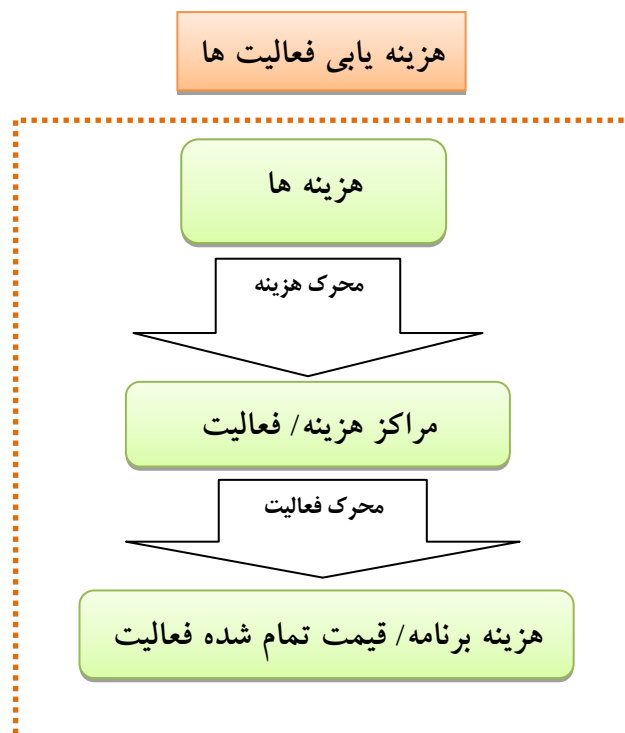 هزینه یابی فعالیت ها
هزینه ها
محرک هزینه
مراکز هزینه/ فعالیت
محرک فعالیت
هزینه برنامه/ قیمت تمام شده فعالیت